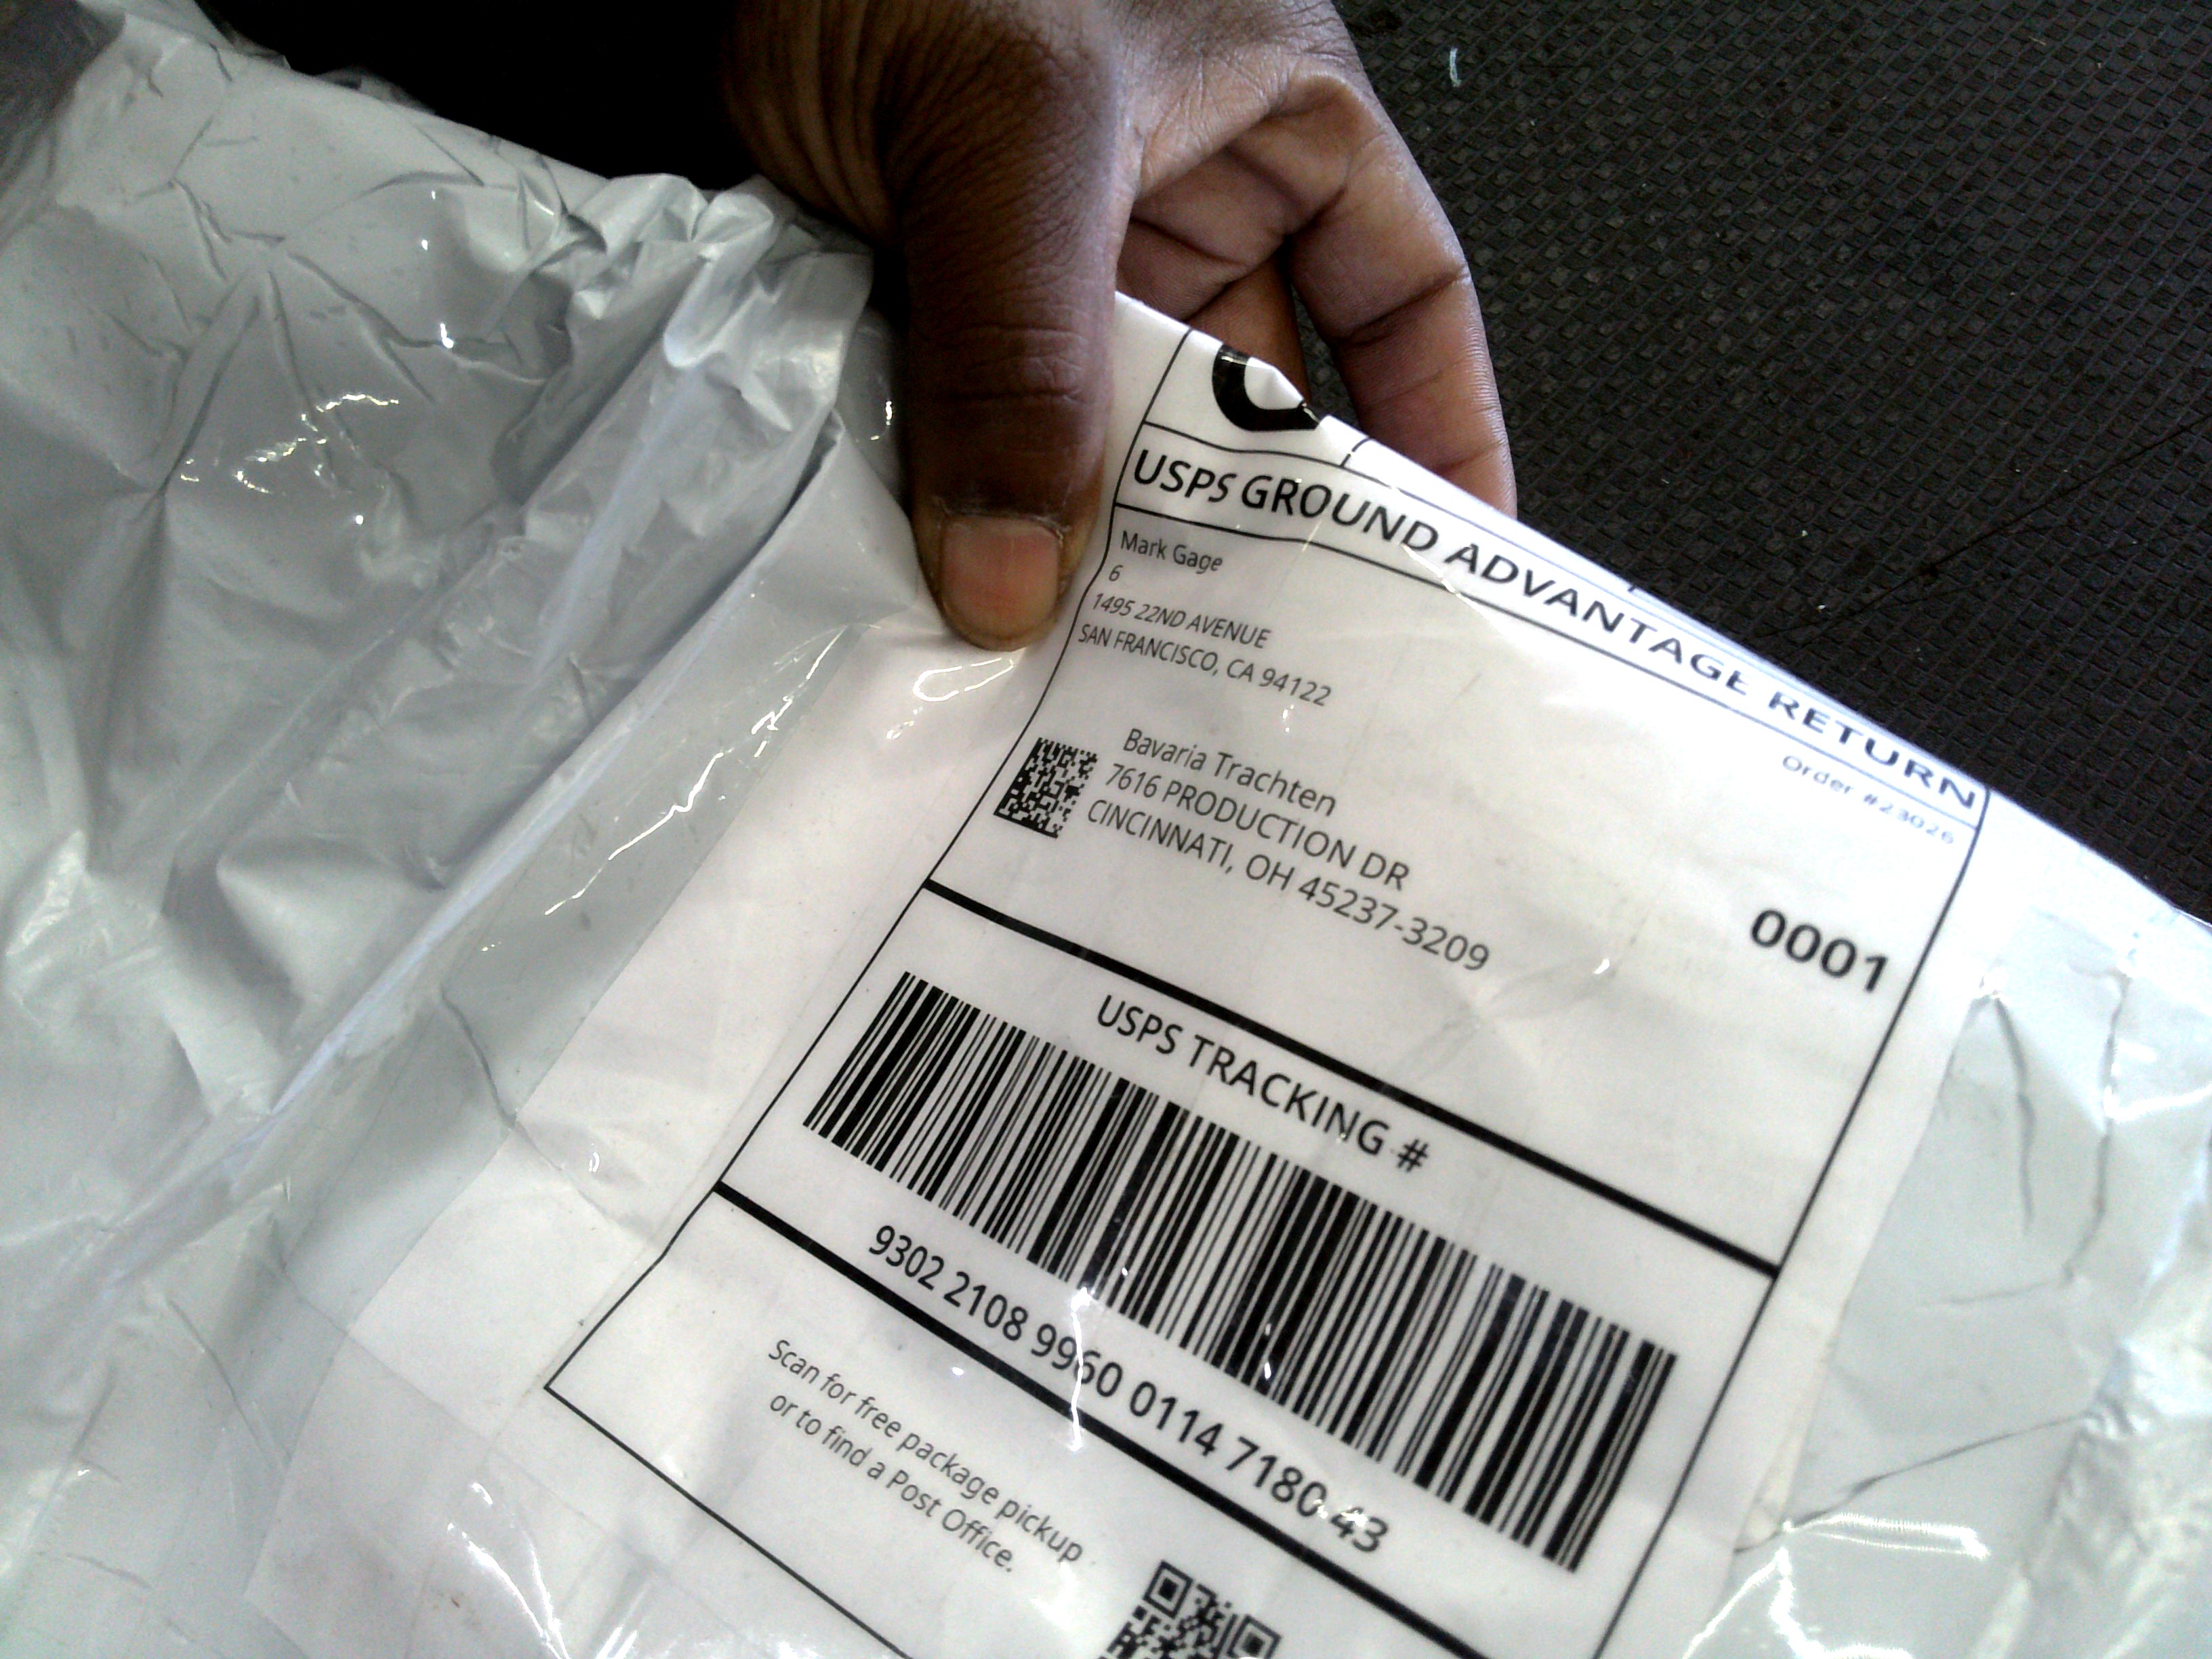 USPS GROUND ADVANTAGE RETURN
Mark Gage
6
1495 22ND AVENUE
SAN FRANCISCO, CA 94122
Order #23026
Bavaria Trachten
7616 PRODUCTION DR
CINCINNATI, OH 45237-3209
0001
USPS TRACKING #
9302 2108 9960 0114 7180 43
Scan for free package pickup
or to find a Post Office.